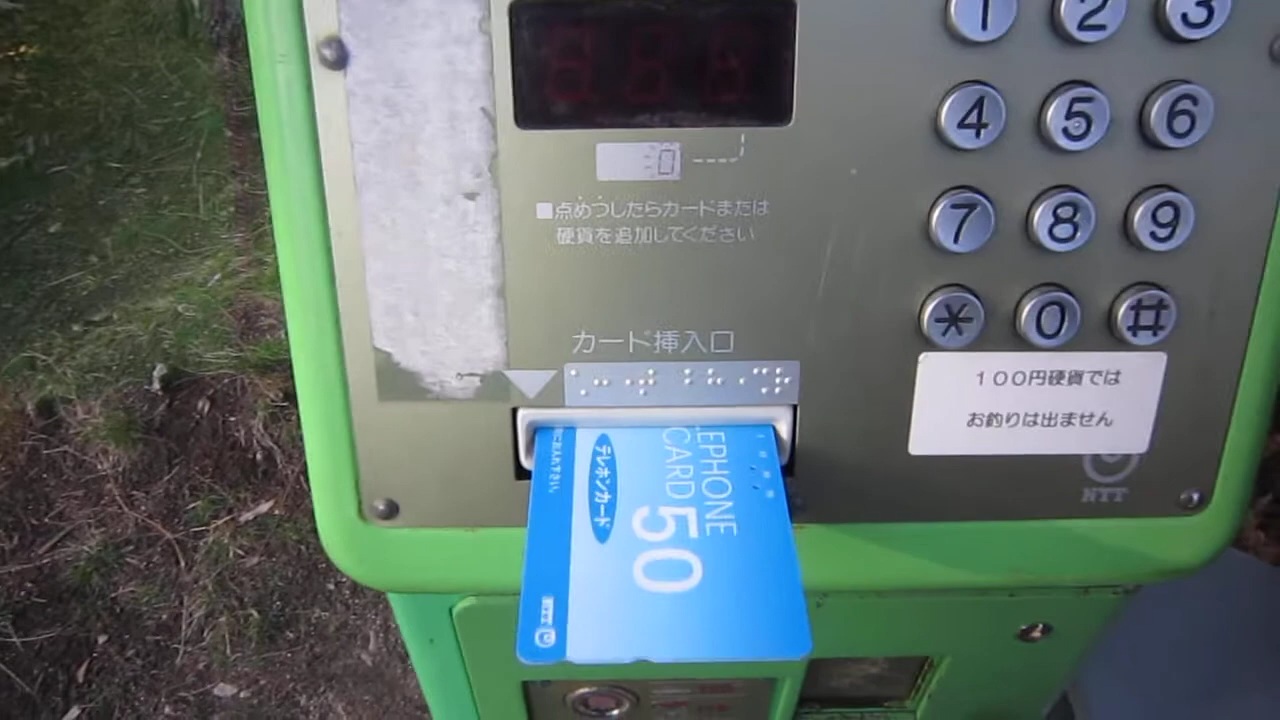 1 2 3
4 5 6
7 8 9
* 0 #
0
■点めつしたらカードまたは
硬貨を追加してください
カード挿入口
100円硬貨では
お釣りは出ません
NTT
EPHONE
CARD
50
テレホンカード